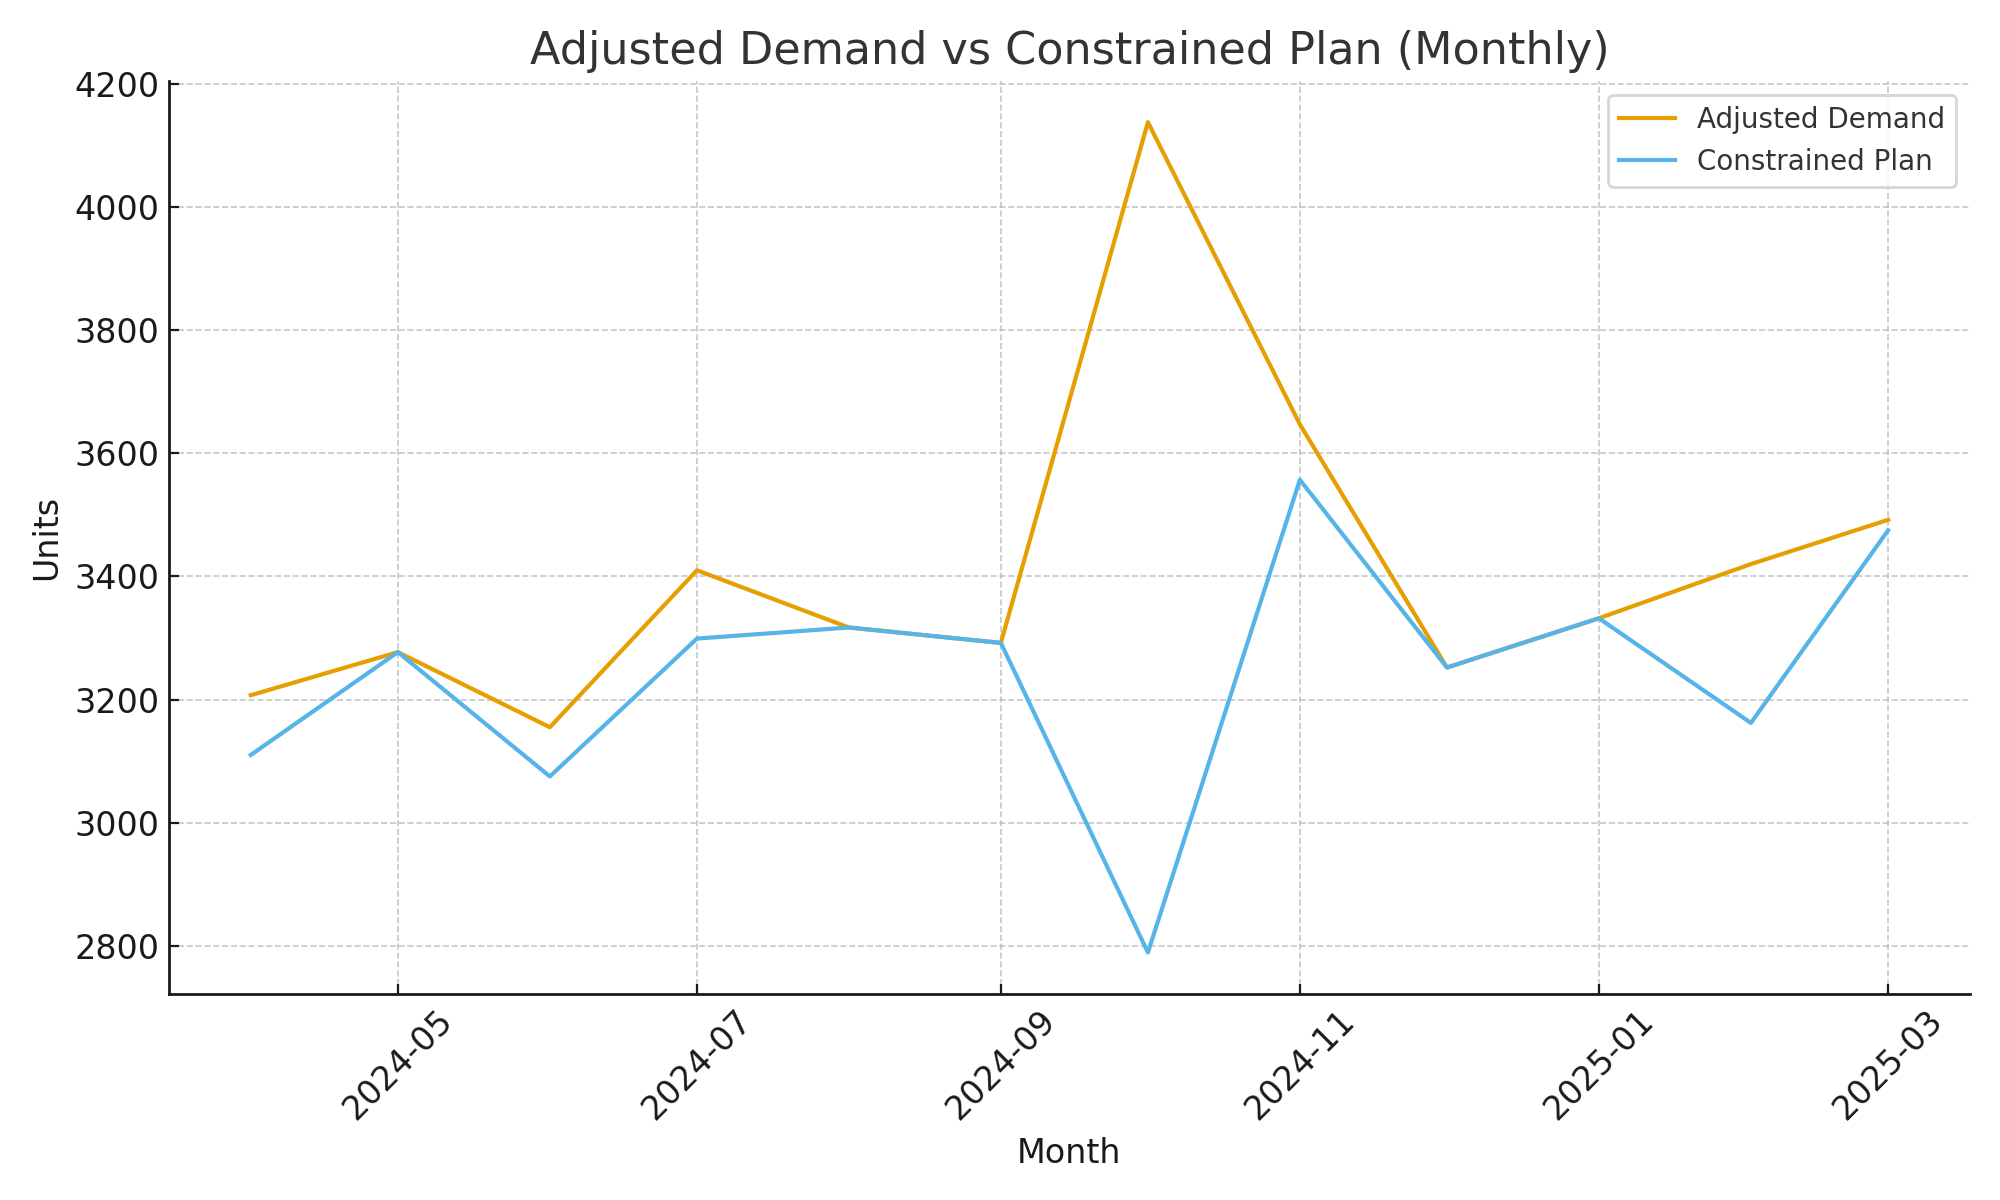 Adjusted Demand vs Constrained Plan (Monthly)
Adjusted Demand
Constrained Plan
Units
4200
4000
3800
3600
3400
3200
3000
2800
2024-05
2024-07
2024-09
2024-11
2025-01
2025-03
Month